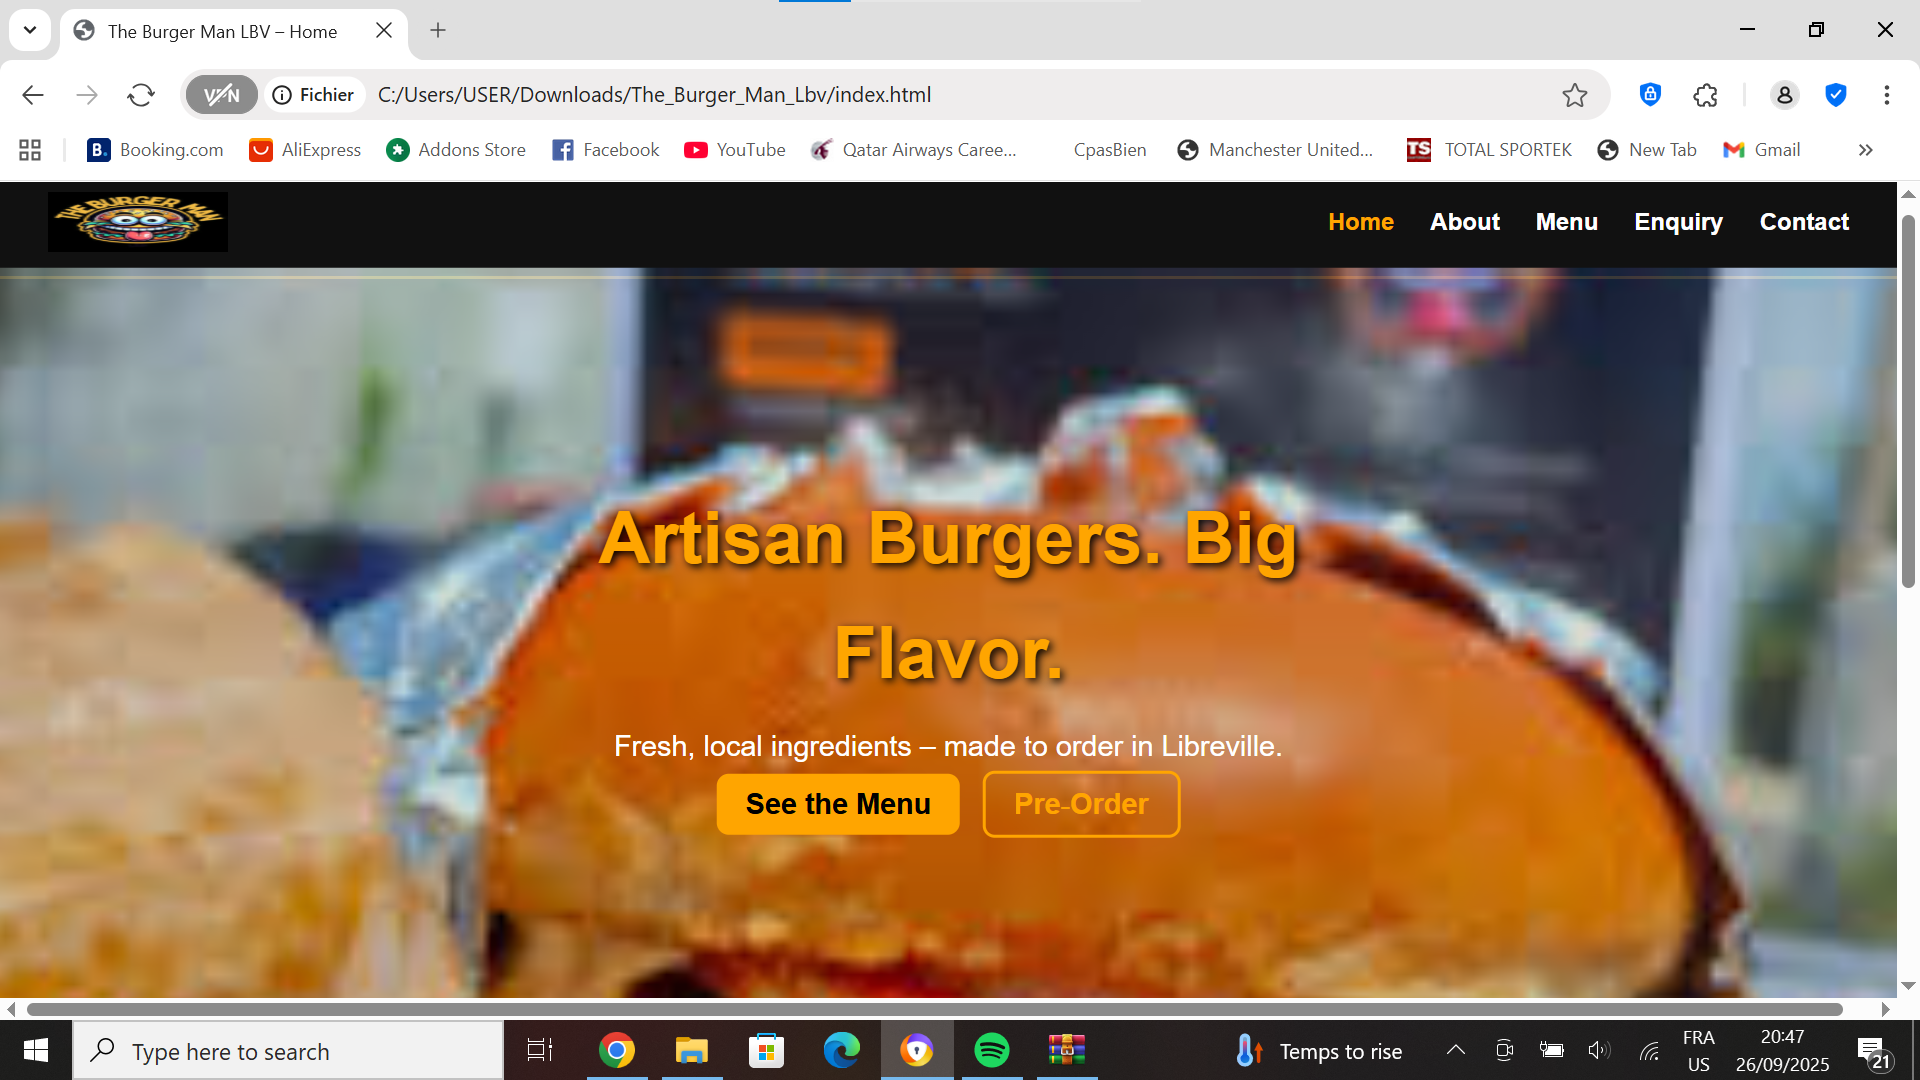 The Burger Man LBV – Home
VPN
Fichier
C:/Users/USER/Downloads/The_Burger_Man_Lbv/index.html
B. Booking.com
AliExpress
Addons Store
Facebook
YouTube
Qatar Airways Caree...
CpasBien
Manchester United...
TS TOTAL SPORTEK
New Tab
Gmail
THE BURGER MAN
Home
About
Menu
Enquiry
Contact
Artisan Burgers. Big
Flavor.
Fresh, local ingredients – made to order in Libreville.
See the Menu
Pre-Order
Type here to search
Temps to rise
FRA
US
20:47
26/09/2025
21